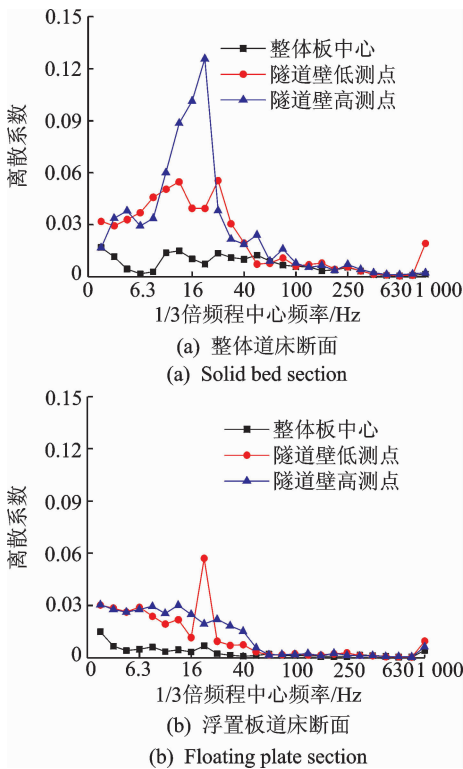 0.15
0.12
0.09
0.06
0.03
0
离散系数
整体板中心
隧道壁低测点
隧道壁高测点
0 6.3 16 40 100 250 630 1 000
1/3倍频程中心频率/Hz
(a) 整体道床断面
(a) Solid bed section
0.15
0.12
0.09
0.06
0.03
0
离散系数
整体板中心
隧道壁低测点
隧道壁高测点
0 6.3 16 40 100 250 630 1 000
1/3倍频程中心频率/Hz
(b) 浮置板道床断面
(b) Floating plate section